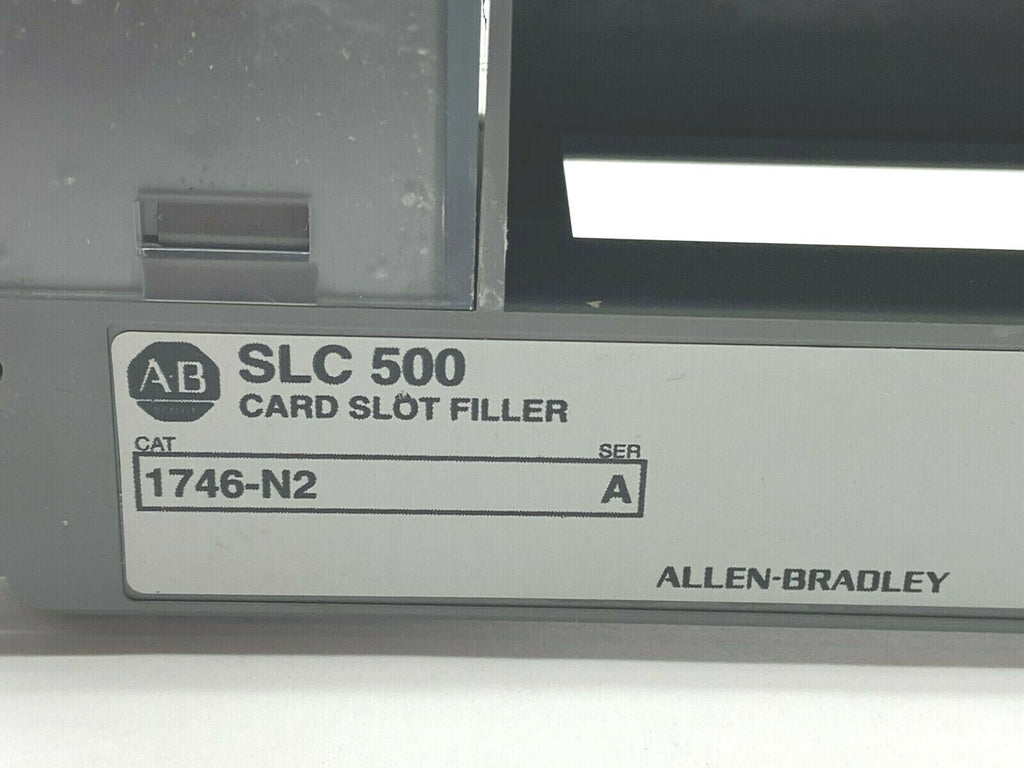 AB
SLC 500
CARD SLOT FILLER
CAT SER
1746-N2 A
ALLEN-BRADLEY